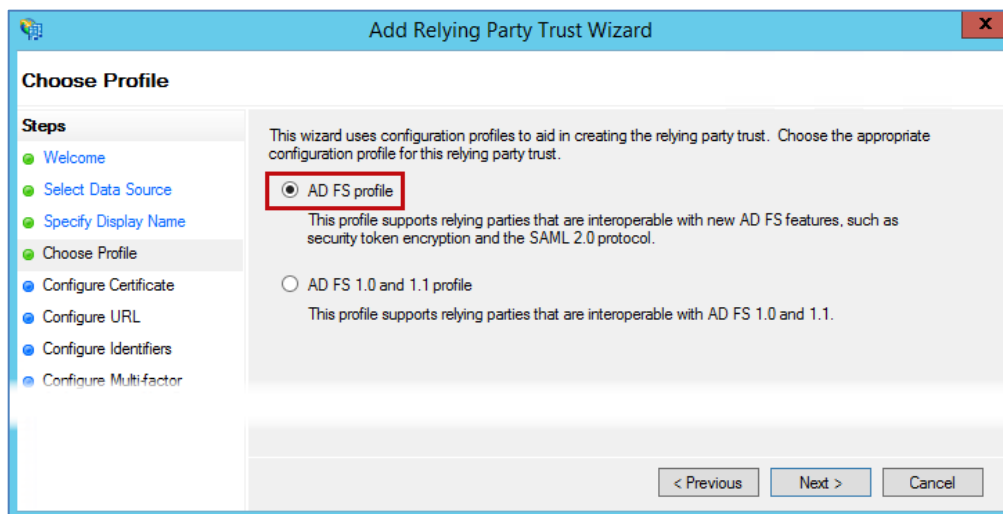 Add Relying Party Trust Wizard
x
Choose Profile
Steps
Welcome
Select Data Source
Specify Display Name
Choose Profile
Configure Certificate
Configure URL
Configure Identifiers
Configure Multi-factor
This wizard uses configuration profiles to aid in creating the relying party trust. Choose the appropriate
configuration profile for this relying party trust.
AD FS profile
This profile supports relying parties that are interoperable with new AD FS features, such as
security token encryption and the SAML 2.0 protocol.
AD FS 1.0 and 1.1 profile
This profile supports relying parties that are interoperable with AD FS 1.0 and 1.1.
< Previous
Next >
Cancel